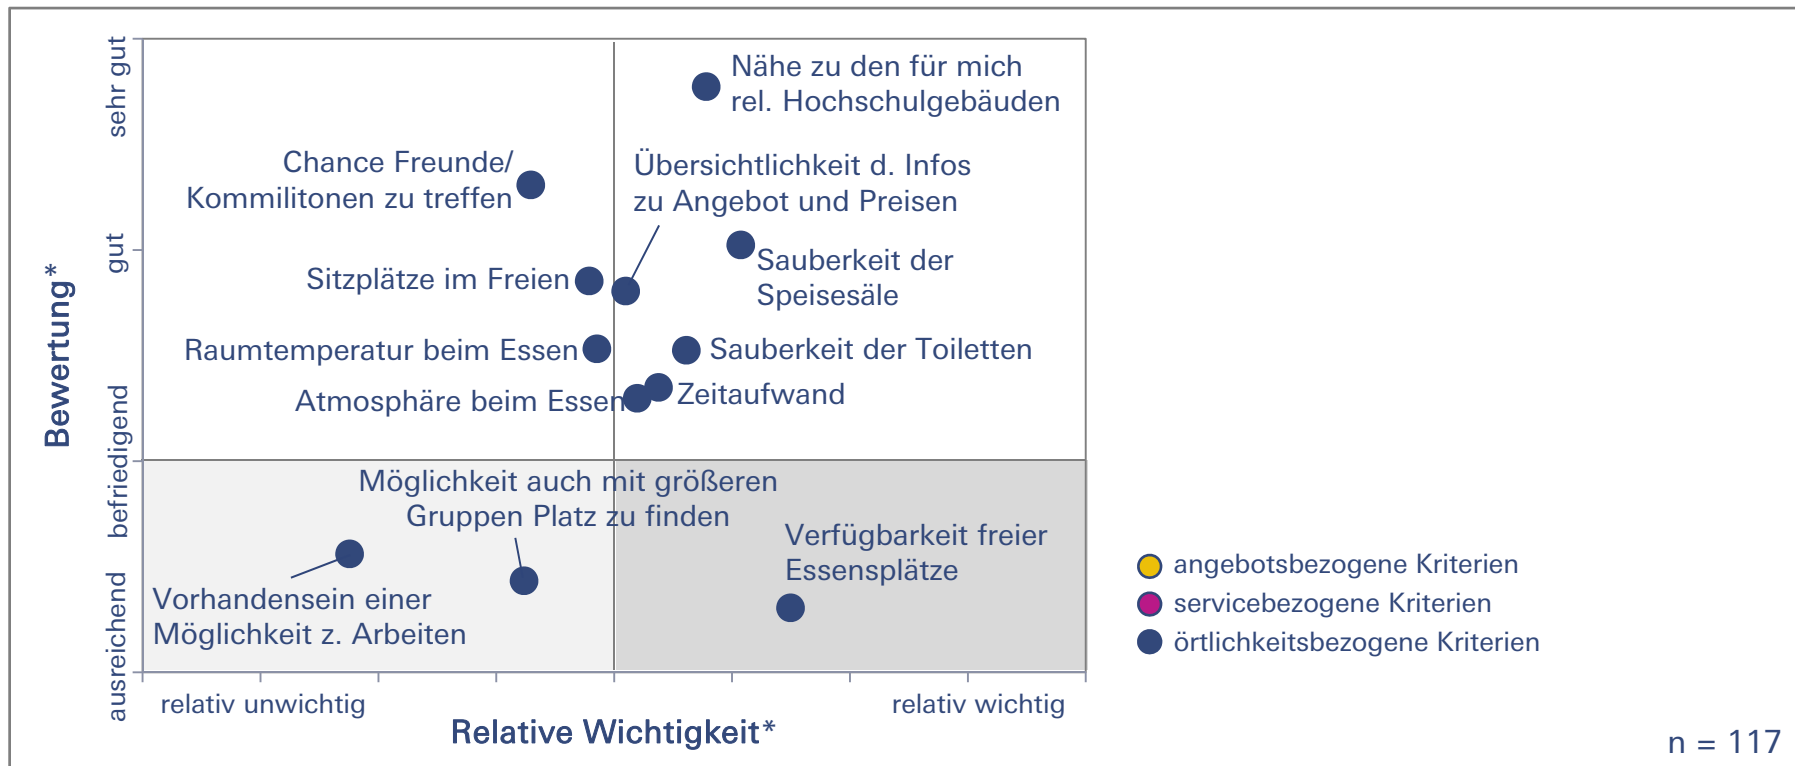 Bewertung*
sehr gut
gut
befriedigend
ausreichend
Nähe zu den für mich
rel. Hochschulgebäuden
Chance Freunde/
Kommilitonen zu treffen
Übersichtlichkeit d. Infos
zu Angebot und Preisen
Sauberkeit der
Speisesäle
Sitzplätze im Freien
Raumtemperatur beim Essen
Sauberkeit der Toiletten
Atmosphäre beim Essen
Zeitaufwand
Möglichkeit auch mit größeren
Gruppen Platz zu finden
Verfügbarkeit freier
Essensplätze
Vorhandensein einer
Möglichkeit z. Arbeiten
angebotsbezogene Kriterien
servicebezogene Kriterien
örtlichkeitsbezogene Kriterien
relativ unwichtig
relativ wichtig
Relative Wichtigkeit*
n = 117